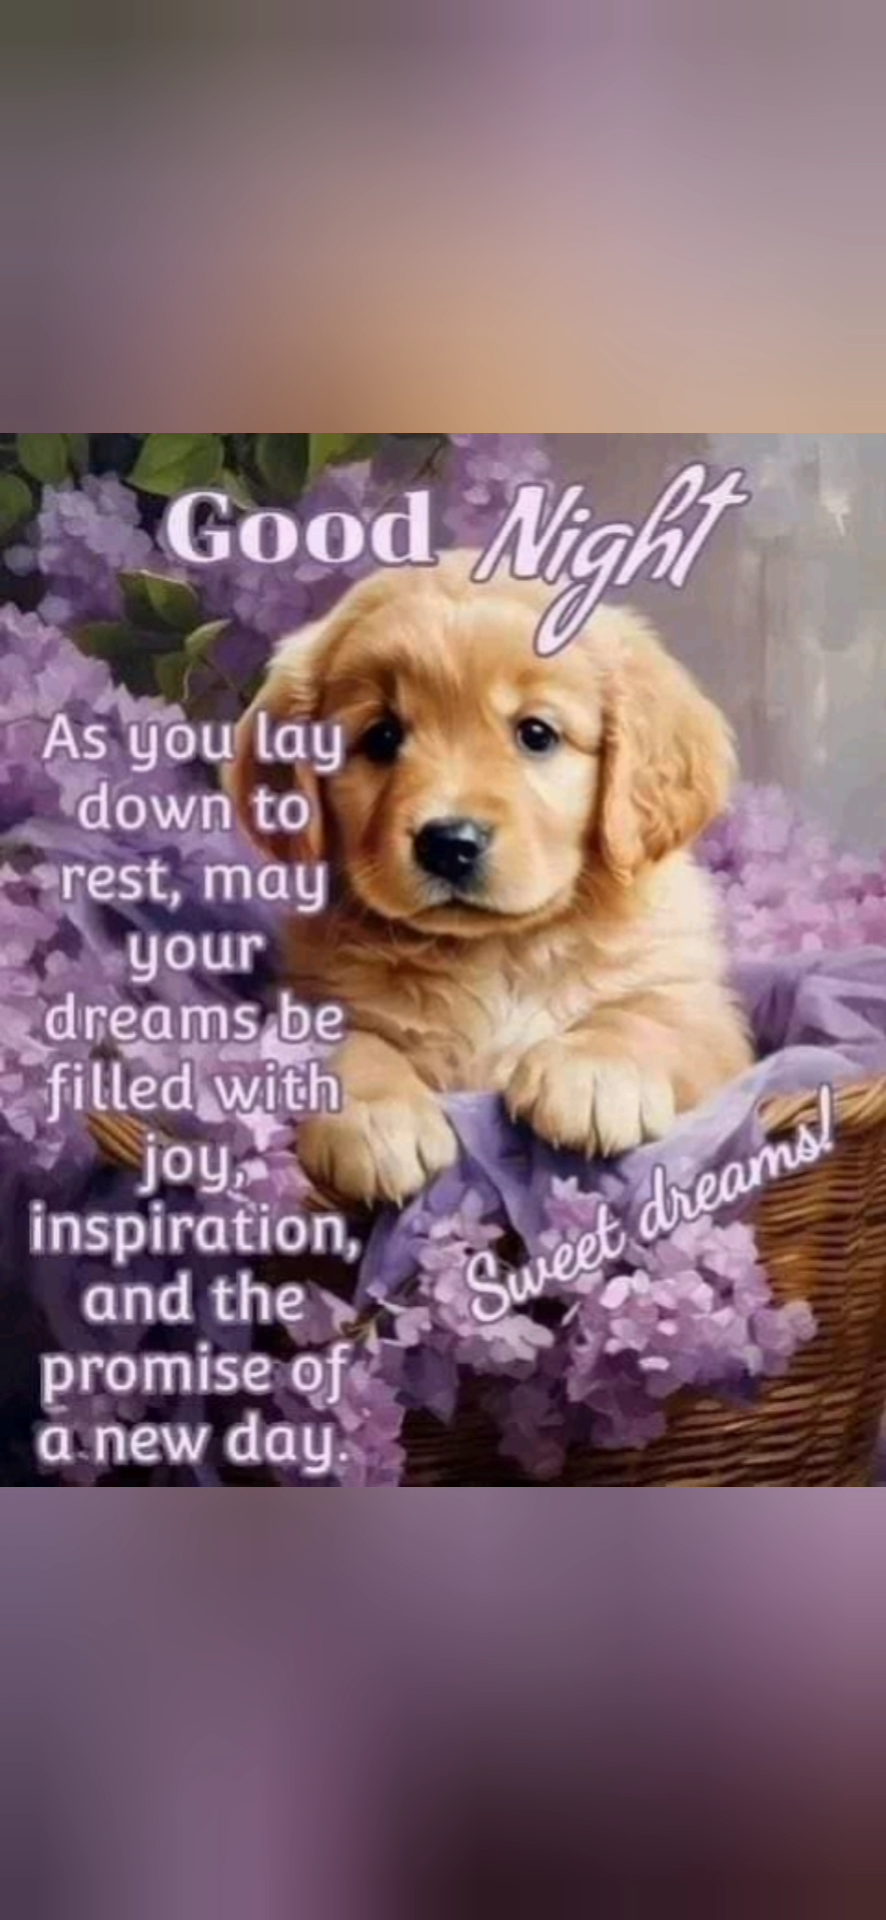 Good Night
As you lay
down to
rest, may
your
dreams be
filled with
joy,
inspiration,
and the
promise of
a new day.
Sweet dreams!